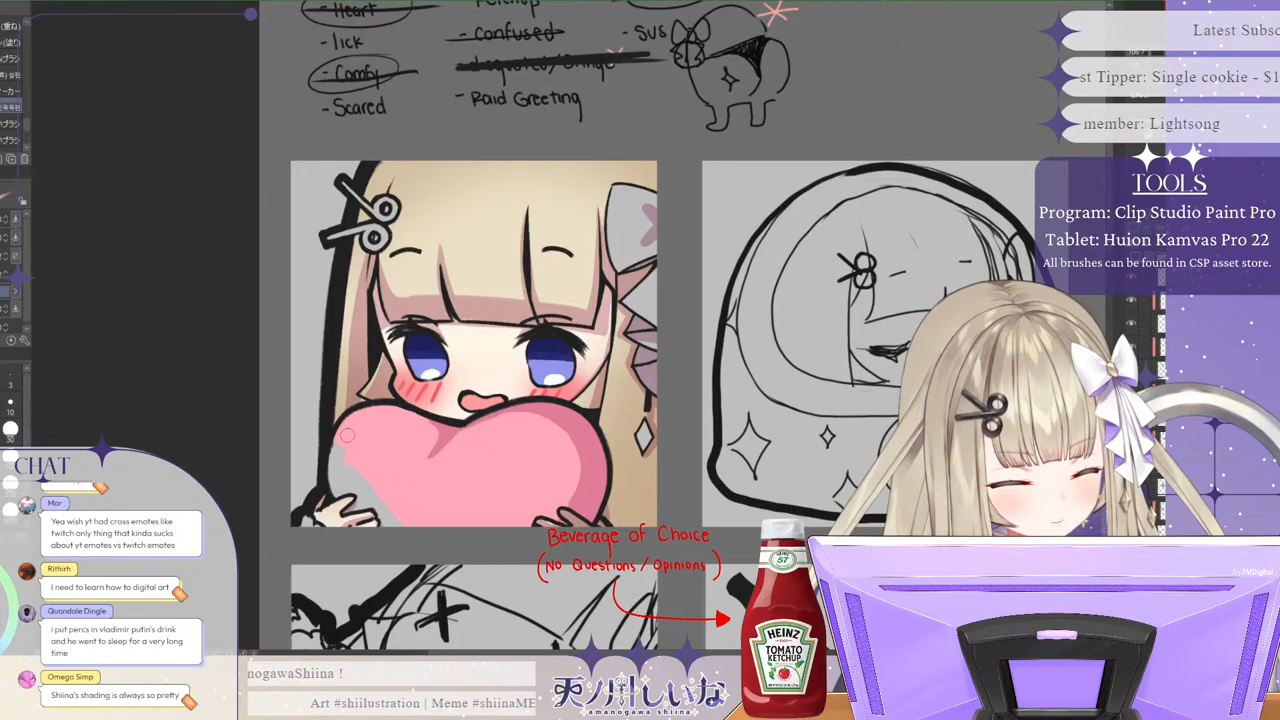 - Heart
- lick
- Confused
- SUS
- Comfy
- Scared
- Raid Greeting
Latest Subsc
st Tipper: Single cookie - $1
member: Lightsong
TOOLS
Program: Clip Studio Paint Pro
Tablet: Huion Kamvas Pro 22
All brushes can be found in CSP asset store.
CHAT
Mor
Yea wish yt had cross emotes like
twitch only thing that kinda sucks
about yt emotes vs twitch emotes
Rithirh
I need to learn how to digital art
Quandale Dingle
i put percs in vladimir putin's drink
and he went to sleep for a very long
time
Omega Simp
Shiina's shading is always so pretty
Beverage of Choice
(No Questions/Opinions)
57
HEINZ
TOMATO
KETCHUP
nogawaShiina !
Art #shiilustration | Meme #shiinaME
天ノ川しいな
amanogawa shiina
by7MDigital